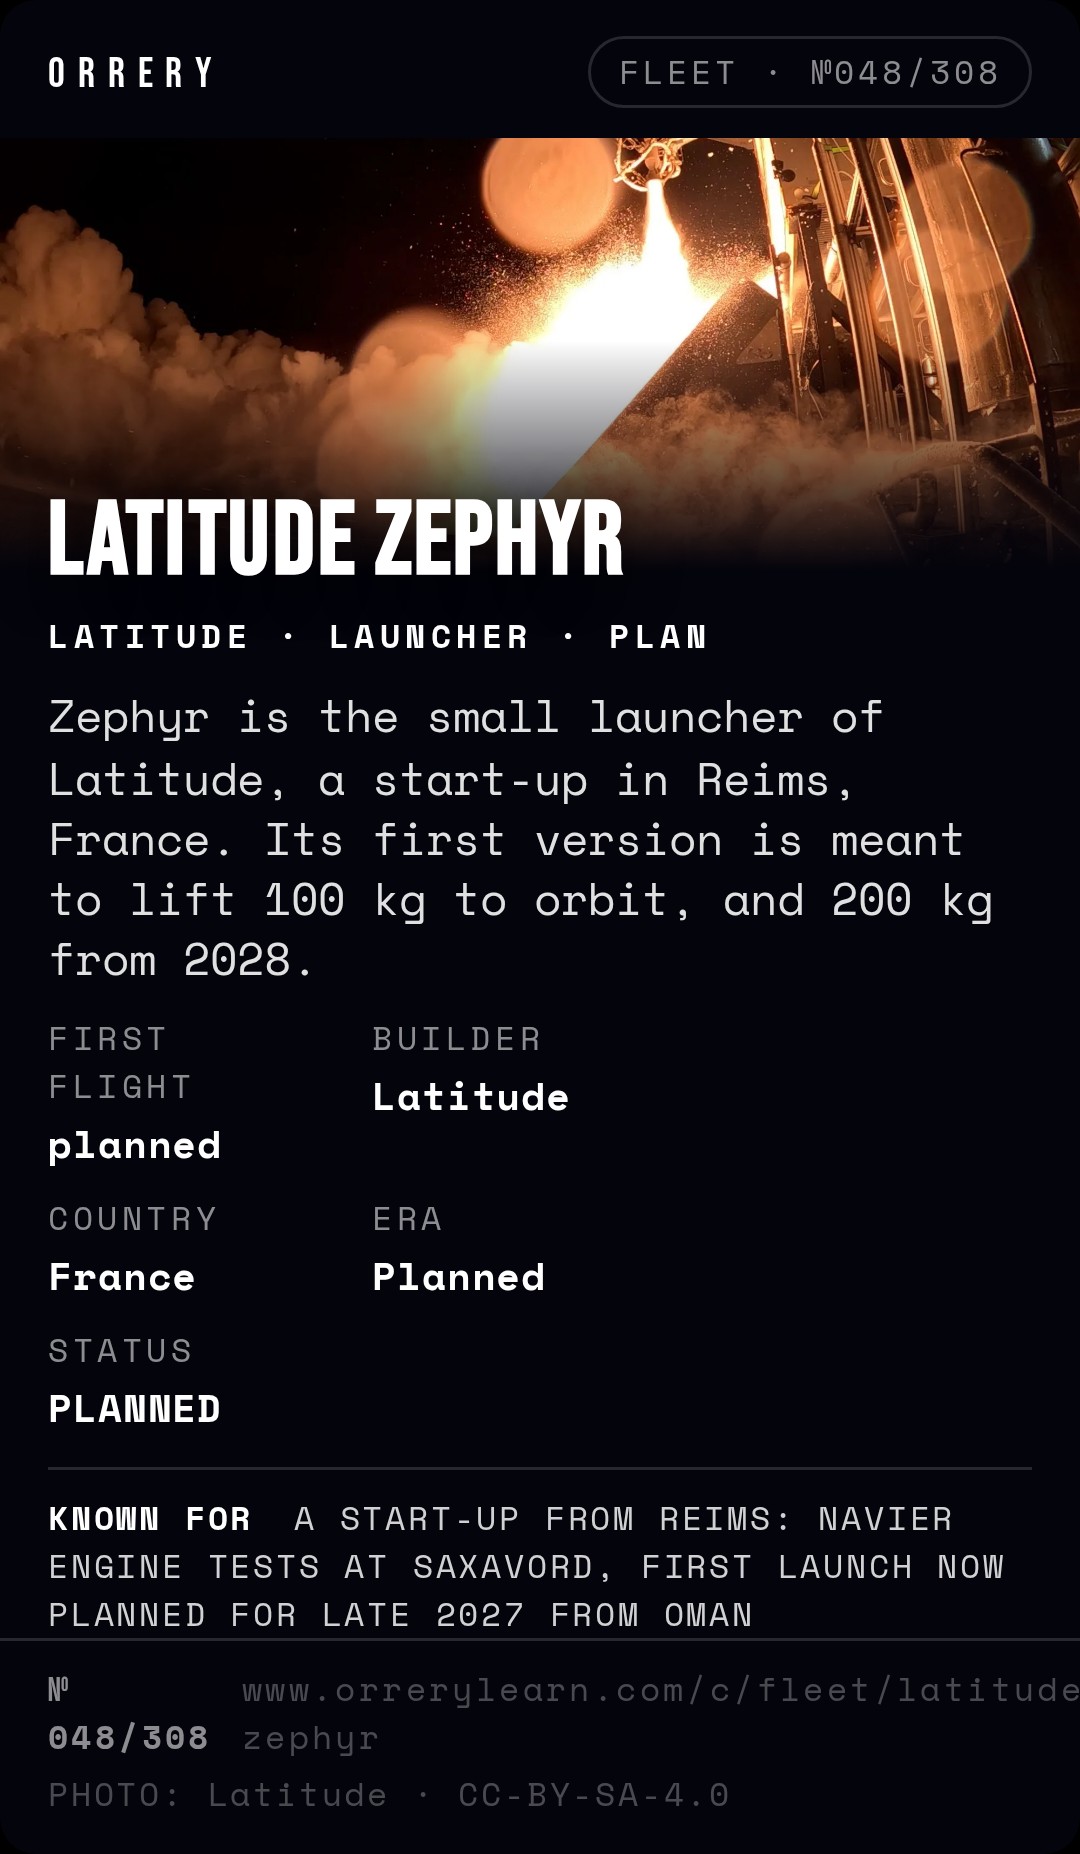 ORRERY
FLEET · №048/308
LATITUDE ZEPHYR
LATITUDE · LAUNCHER · PLAN
Zephyr is the small launcher of
Latitude, a start-up in Reims,
France. Its first version is meant
to lift 100 kg to orbit, and 200 kg
from 2028.
FIRST
FLIGHT
planned
BUILDER
Latitude
COUNTRY
France
ERA
Planned
STATUS
PLANNED
KNOWN FOR A START-UP FROM REIMS: NAVIER
ENGINE TESTS AT SAXAVORD, FIRST LAUNCH NOW
PLANNED FOR LATE 2027 FROM OMAN
№
048/308
www.orrerylearn.com/c/fleet/latitude
zephyr
PHOTO: Latitude · CC-BY-SA-4.0